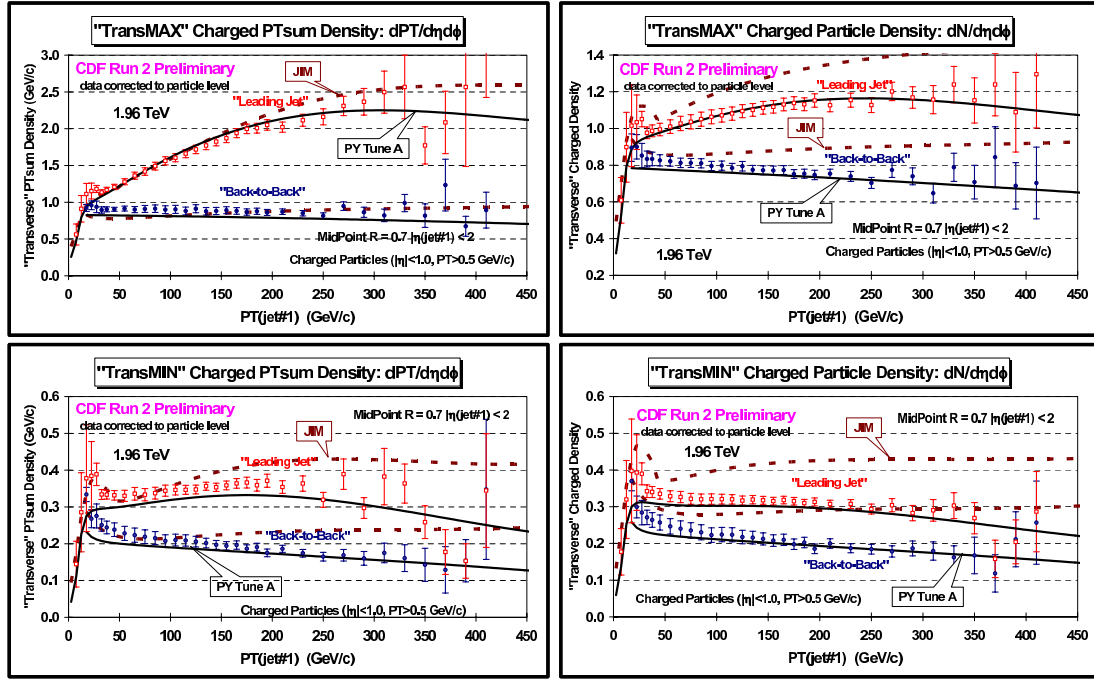 "TransMAX" Charged PTsum Density: dPT/dηdϕ
"Transverse" PTsum Density (GeV/c)
3.0
2.5
2.0
1.5
1.0
0.5
0.0
CDF Run 2 Preliminary
data corrected to particle level
1.96 TeV
JIM
"Leading Jet"
PY Tune A
"Back-to-Back"
MidPoint R = 0.7 |η(jet#1) < 2
Charged Particles (|η|<1.0, PT>0.5 GeV/c)
0 50 100 150 200 250 300 350 400 450
PT(jet#1) (GeV/c)
"TransMAX" Charged Particle Density: dN/dηdϕ
"Transverse" Charged Density
1.4
1.2
1.0
0.8
0.6
0.4
0.2
CDF Run 2 Preliminary
data corrected to particle level
"Leading Jet"
JIM
"Back-to-Back"
PY Tune A
MidPoint R = 0.7 |η(jet#1) < 2
1.96 TeV
Charged Particles (|η|<1.0, PT>0.5 GeV/c)
0 50 100 150 200 250 300 350 400 450
PT(jet#1) (GeV/c)
"TransMIN" Charged PTsum Density: dPT/dηdϕ
"Transverse" PTsum Density (GeV/c)
0.6
0.5
0.4
0.3
0.2
0.1
0.0
CDF Run 2 Preliminary
data corrected to particle level
MidPoint R = 0.7 |η(jet#1) < 2
JIM
1.96 TeV
"Leading Jet"
"Back-to-Back"
PY Tune A
Charged Particles (|η|<1.0, PT>0.5 GeV/c)
0 50 100 150 200 250 300 350 400 450
PT(jet#1) (GeV/c)
"TransMIN" Charged Particle Density: dN/dηdϕ
"Transverse" Charged Density
0.6
0.5
0.4
0.3
0.2
0.1
0.0
CDF Run 2 Preliminary
data corrected to particle level
MidPoint R = 0.7 |η(jet#1) < 2
JIM
1.96 TeV
"Leading Jet"
"Back-to-Back"
PY Tune A
Charged Particles (|η|<1.0, PT>0.5 GeV/c)
0 50 100 150 200 250 300 350 400 450
PT(jet#1) (GeV/c)